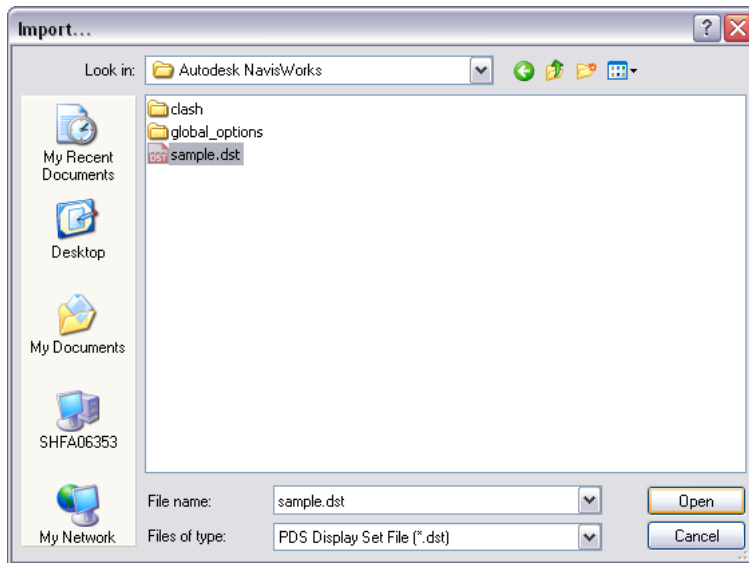 Import...
?
Look in:
Autodesk NavisWorks
clash
global_options
DST
sample.dst
My Recent
Documents
Desktop
My Documents
SHFA06353
My Network
File name:
sample.dst
Open
Files of type:
PDS Display Set File (*.dst)
Cancel